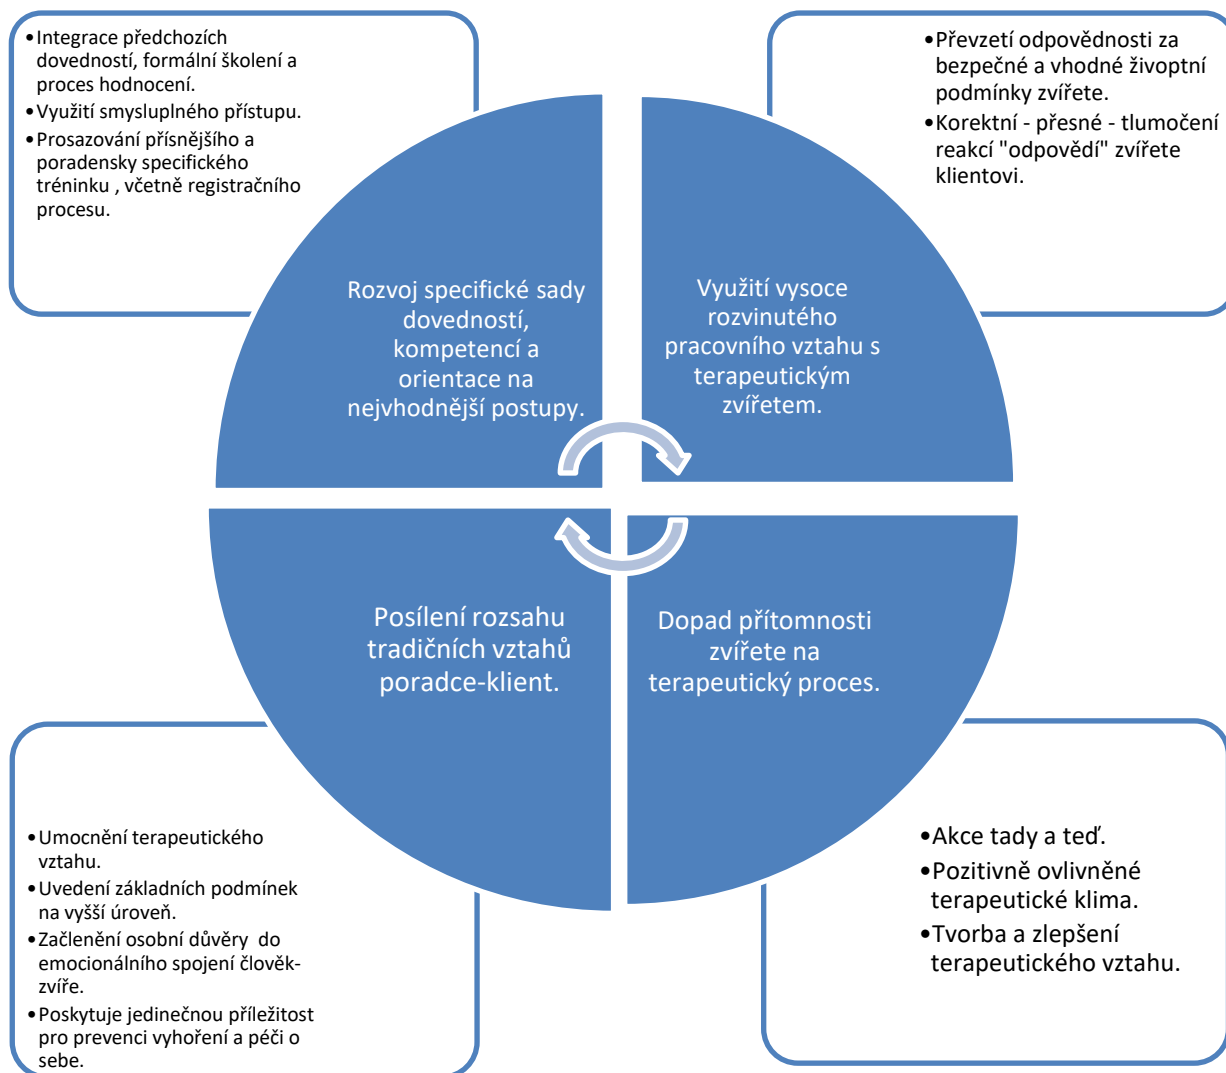 •Integrace předchozích
dovedností, formální školení a
proces hodnocení.
•Využití smysluplného přístupu.
•Prosazování přísnějšího a
poradensky specifického
tréninku , včetně registračního
procesu.
•Převzetí odpovědnosti za
bezpečné a vhodné živoptní
podmínky zvířete.
•Korektní - přesné - tlumočení
reakcí "odpovědí" zvířete
klientovi.
Rozvoj specifické sady
dovedností,
kompetencí a
orientace na
nejvhodnější postupy.
Využití vysoce
rozvinutého
pracovního vztahu s
terapeutickým
zvířetem.
Posílení rozsahu
tradičních vztahů
poradce-klient.
Dopad přítomnosti
zvířete na
terapeutický proces.
•Umocnění terapeutického
vztahu.
•Uvedení základních podmínek
na vyšší úroveň.
•Začlenění osobní důvěry do
emocionálního spojení člověk-
zvíře.
•Poskytuje jedinečnou příležitost
pro prevenci vyhoření a péči o
sebe.
•Akce tady a teď.
•Pozitivně ovlivněné
terapeutické klima.
•Tvorba a zlepšení
terapeutického vztahu.